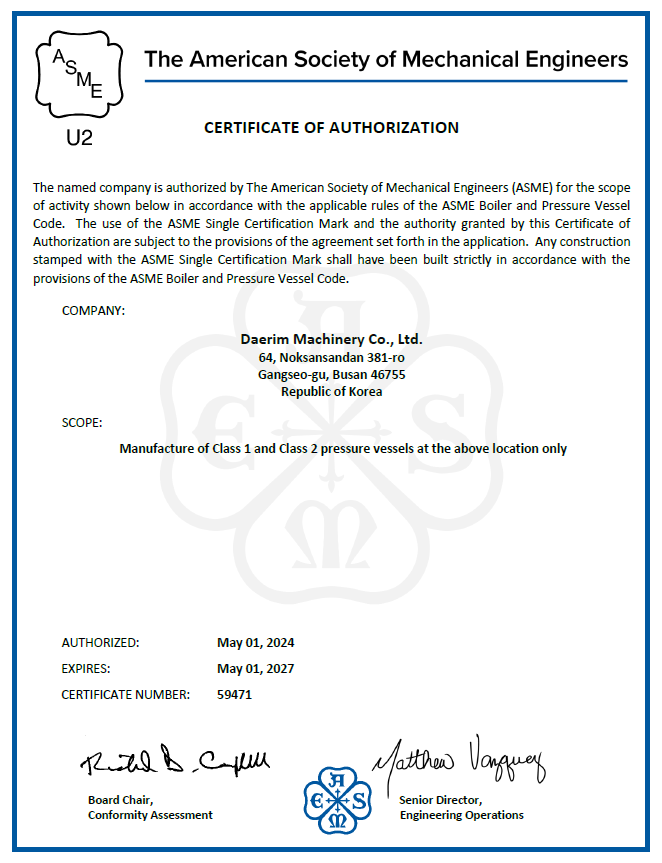 ASME
The American Society of Mechanical Engineers
U2
CERTIFICATE OF AUTHORIZATION
The named company is authorized by The American Society of Mechanical Engineers (ASME) for the scope
of activity shown below in accordance with the applicable rules of the ASME Boiler and Pressure Vessel
Code. The use of the ASME Single Certification Mark and the authority granted by this Certificate of
Authorization are subject to the provisions of the agreement set forth in the application. Any construction
stamped with the ASME Single Certification Mark shall have been built strictly in accordance with the
provisions of the ASME Boiler and Pressure Vessel Code.
COMPANY:
Daerim Machinery Co., Ltd.
64, Noksansandan 381-ro
Gangseo-gu, Busan 46755
Republic of Korea
SCOPE:
Manufacture of Class 1 and Class 2 pressure vessels at the above location only
A
E S
M
AUTHORIZED: May 01, 2024
EXPIRES: May 01, 2027
CERTIFICATE NUMBER: 59471
Matthew Vazquez
Board Chair,
Conformity Assessment
A
E S
M
Senior Director,
Engineering Operations